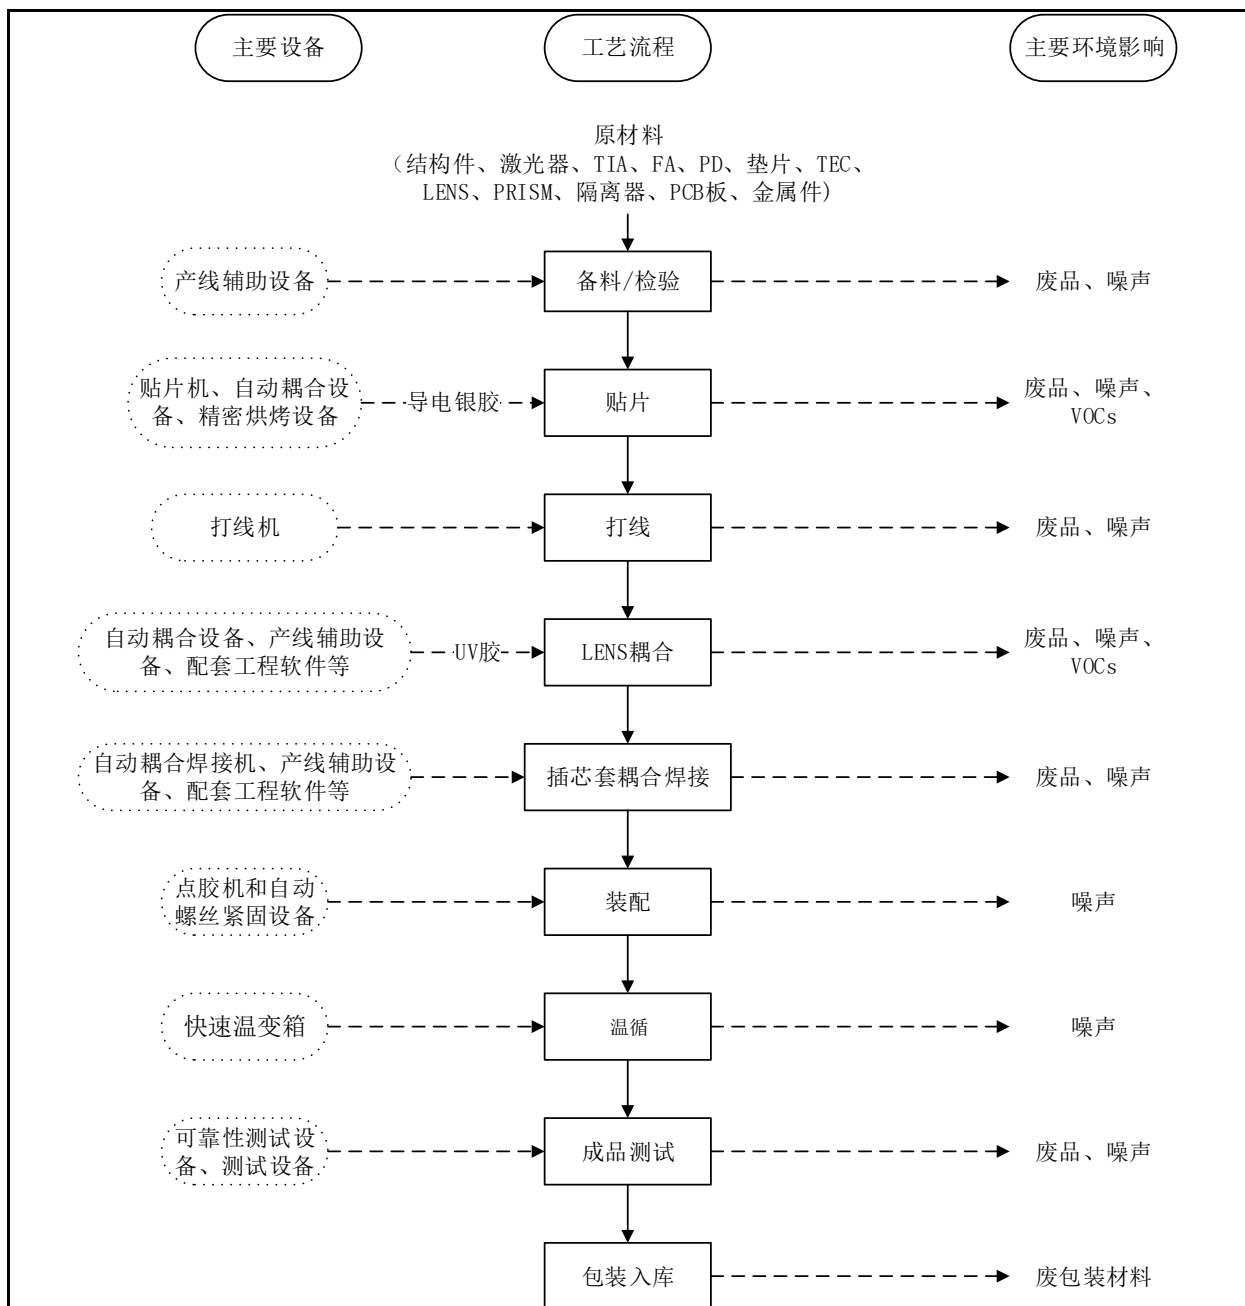 主要设备
工艺流程
主要环境影响
原材料
（结构件、激光器、TIA、FA、PD、垫片、TEC、
LENS、PRISM、隔离器、PCB板、金属件）
产线辅助设备
备料/检验
废品、噪声
贴片机、自动耦合设
备、精密烘烤设备
导电银胶
贴片
废品、噪声、
VOCs
打线机
打线
废品、噪声
自动耦合设备、产线辅助设
备、配套工程软件等
UV胶
LENS耦合
废品、噪声、
VOCs
自动耦合焊接机、产线辅助设
备、配套工程软件等
插芯套耦合焊接
废品、噪声
点胶机和自动
螺丝紧固设备
装配
噪声
快速温变箱
温循
噪声
可靠性测试设
备、测试设备
成品测试
废品、噪声
包装入库
废包装材料